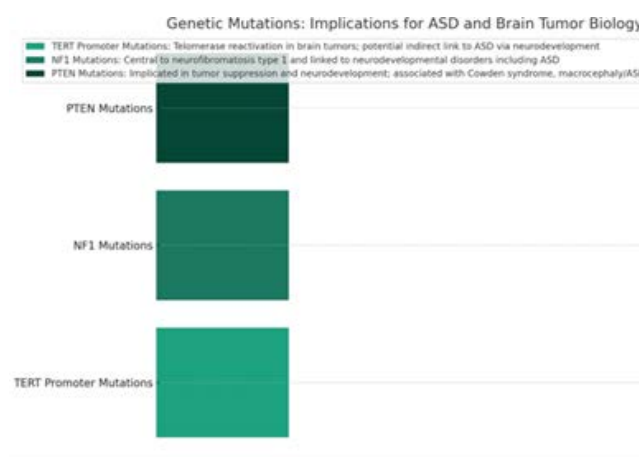 Genetic Mutations: Implications for ASD and Brain Tumor Biology
TERT Promoter Mutations: Telomerase reactivation in brain tumors; potential indirect link to ASD via neurodevelopment
NF1 Mutations: Central to neurofibromatosis type 1 and linked to neurodevelopmental disorders including ASD
PTEN Mutations: Implicated in tumor suppression and neurodevelopment; associated with Cowden syndrome, macrocephaly/ASD
PTEN Mutations
NF1 Mutations
TERT Promoter Mutations